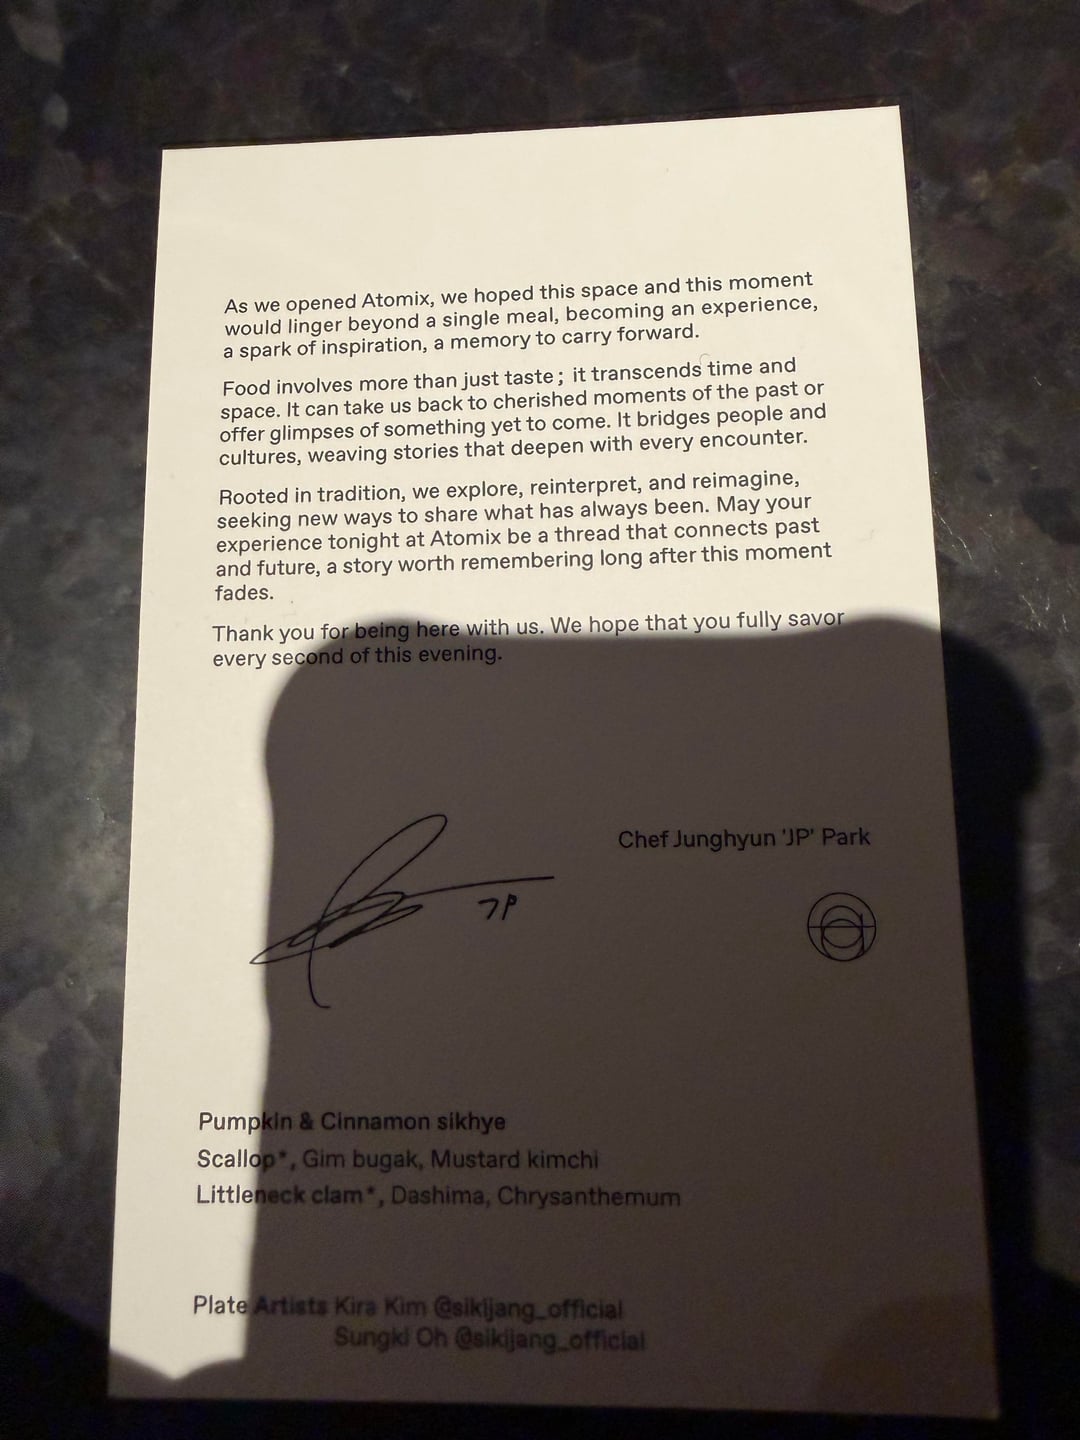 As we opened Atomix, we hoped this space and this moment
would linger beyond a single meal, becoming an experience,
a spark of inspiration, a memory to carry forward.
Food involves more than just taste; it transcends time and
space. It can take us back to cherished moments of the past or
offer glimpses of something yet to come. It bridges people and
cultures, weaving stories that deepen with every encounter.
Rooted in tradition, we explore, reinterpret, and reimagine,
seeking new ways to share what has always been. May your
experience tonight at Atomix be a thread that connects past
and future, a story worth remembering long after this moment
fades.
Thank you for being here with us. We hope that you fully savor
every second of this evening.
Chef Junghyun 'JP' Park
JP
Pumpkin & Cinnamon sikhye
Scallop*, Gim bugak, Mustard kimchi
Littleneck clam*, Dashima, Chrysanthemum
Plate Artists Kira Kim @sikijang_official
Sungki Oh @sikijang_official